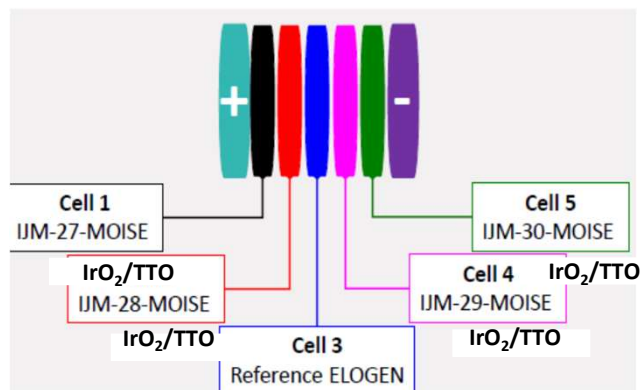 +
-
Cell 1
IJM-27-MOISE
IrO₂/TTO
IJM-28-MOISE
IrO₂/TTO
Cell 3
Reference ELOGEN
Cell 5
IJM-30-MOISE
IrO₂/TTO
Cell 4
IJM-29-MOISE
IrO₂/TTO